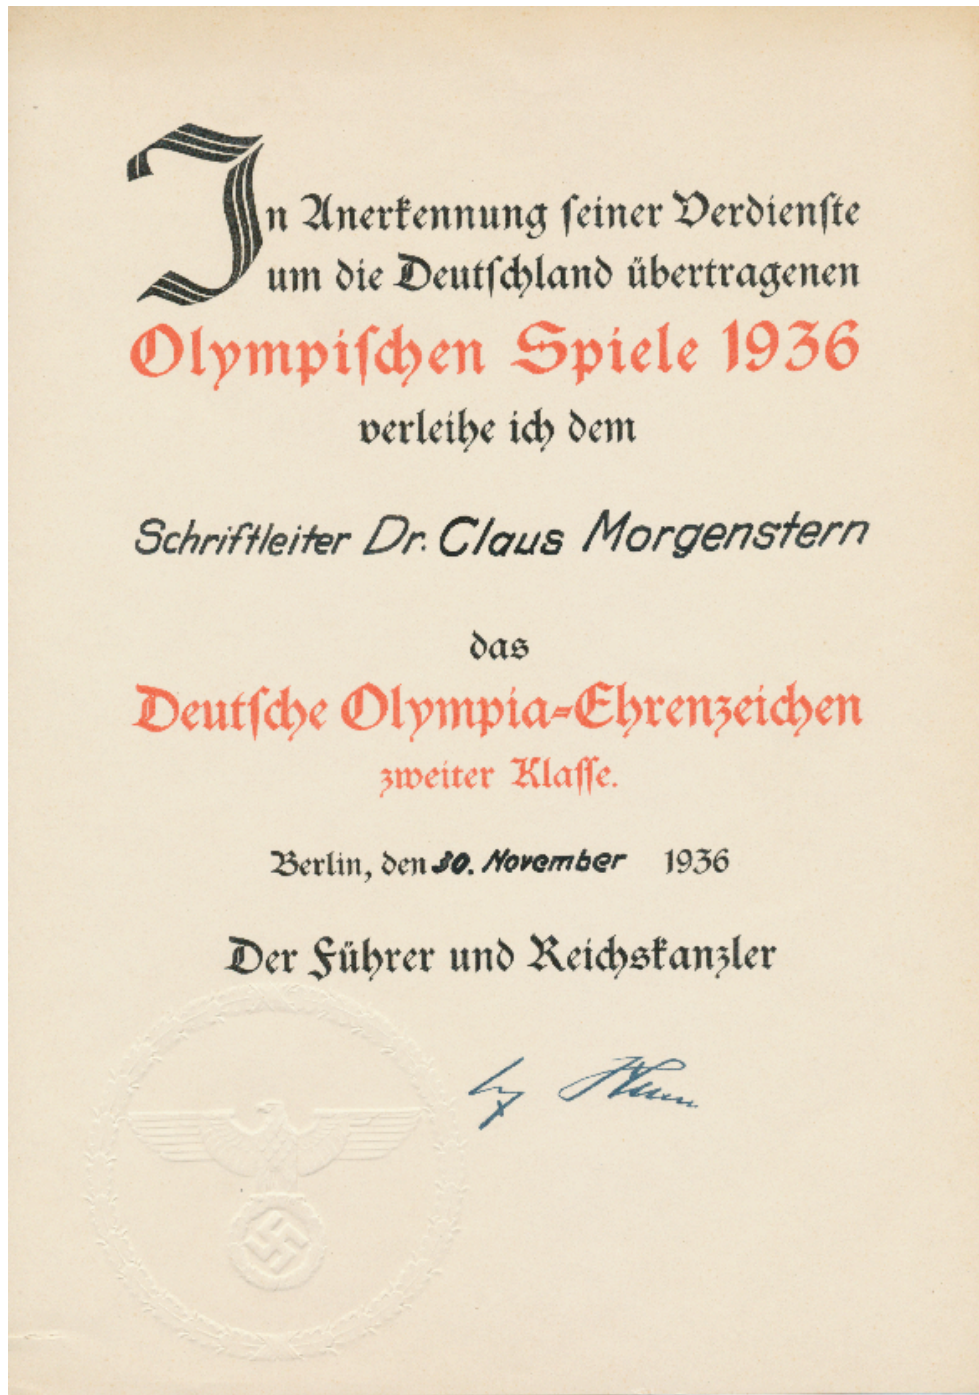 In Anerkennung seiner Verdienste
um die Deutschland übertragenen
Olympischen Spiele 1936
verleihe ich dem
Schriftleiter Dr. Claus Morgenstern
das
Deutsche Olympia-Ehrenzeichen
zweiter Klasse.
Berlin, den 30. November 1936
Der Führer und Reichskanzler